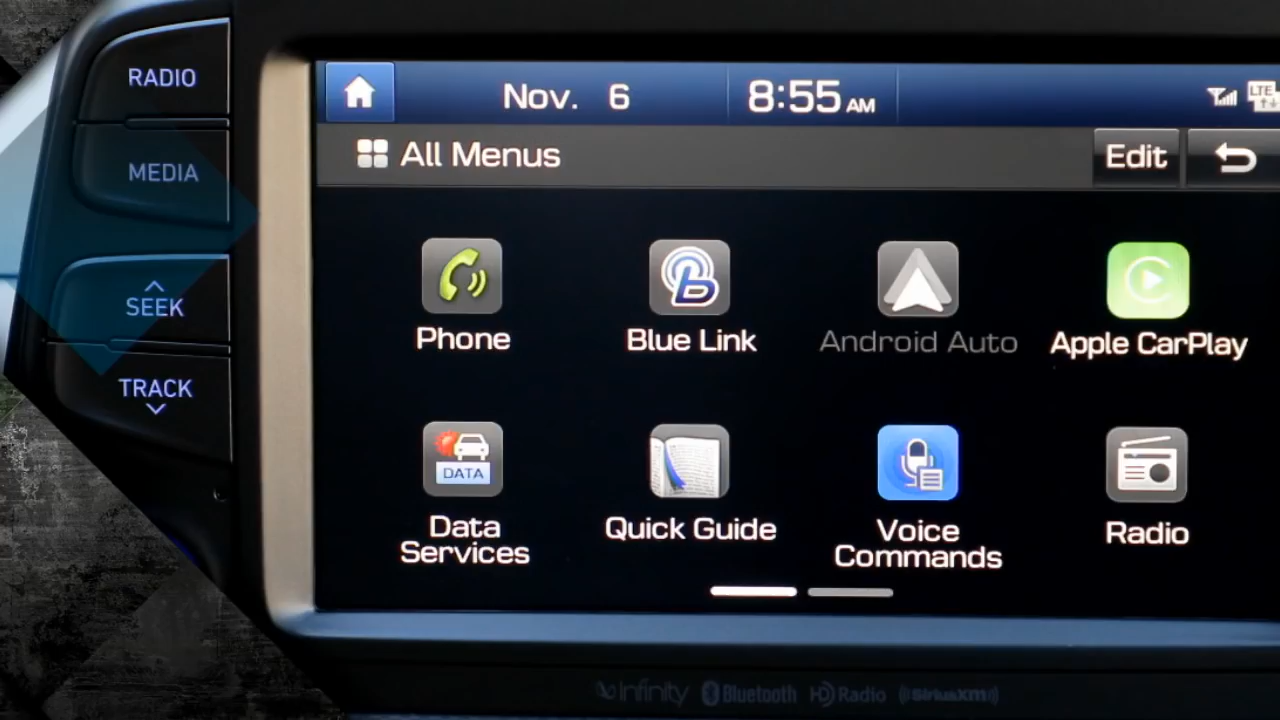 RADIO
MEDIA
SEEK
TRACK
Nov. 6
8:55 AM
LTE
All Menus
Edit
Phone
Blue Link
Android Auto
Apple CarPlay
DATA
Data
Services
Quick Guide
Voice
Commands
Radio
Infinity
Bluetooth
HD Radio
((SiriusXM))